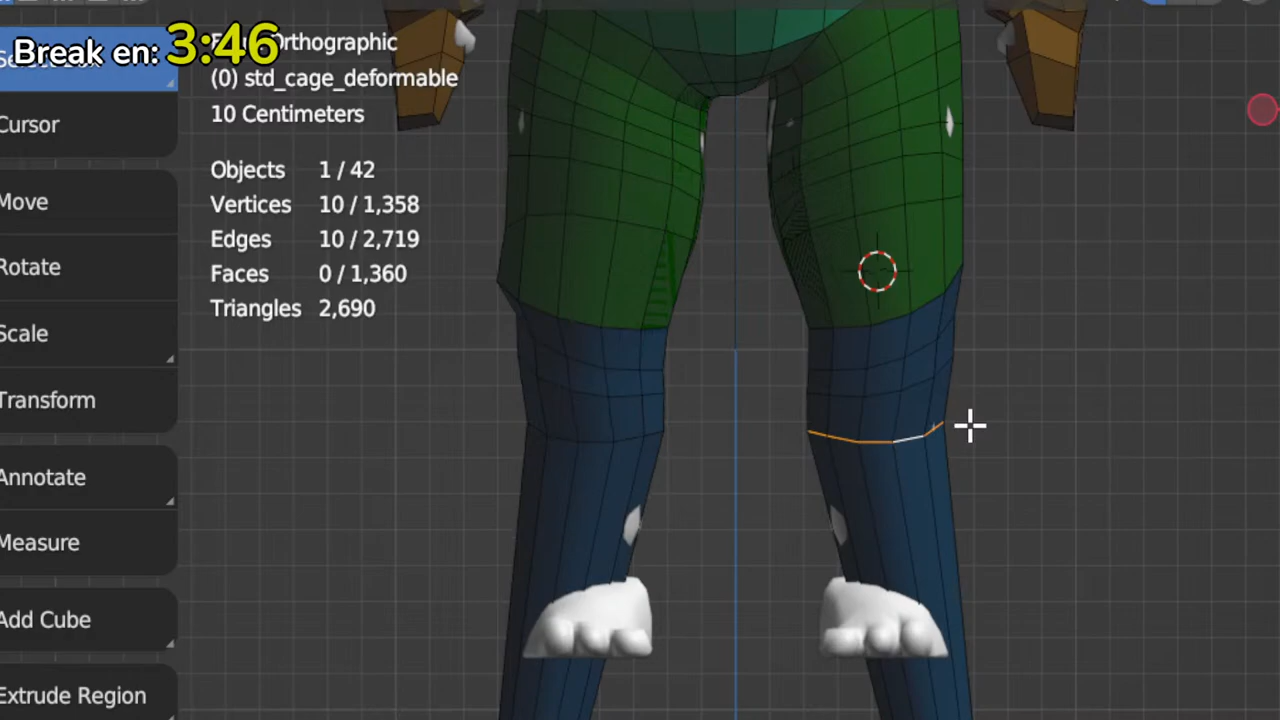 Break en: 3:46
Orthographic
(0) std_cage_deformable
10 Centimeters
Objects 1 / 42
Vertices 10 / 1,358
Edges 10 / 2,719
Faces 0 / 1,360
Triangles 2,690
Cursor
Move
Rotate
Scale
Transform
Annotate
Measure
Add Cube
Extrude Region